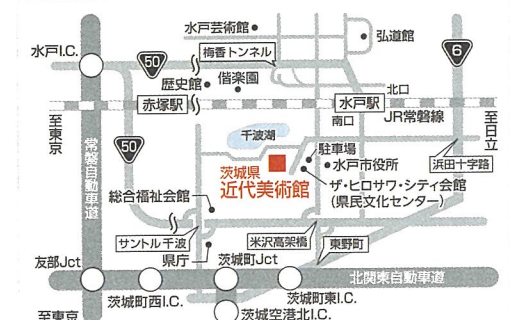 水戸芸術館
弘道館
水戸I.C.
50
梅香トンネル
6
歴史館
偕楽園
北口
赤塚駅
水戸駅
JR常磐線
南口
至東京
至日立
常磐自動車道
50
千波湖
駐車場
水戸市役所
浜田十字路
茨城県
近代美術館
ザ・ヒロサワ・シティ会館
(県民文化センター)
総合福祉会館
サントル千波
県庁
米沢高架橋
東野町
友部Jct
茨城町Jct
北関東自動車道
茨城町西I.C.
茨城町東I.C.
至東京
茨城空港北I.C.